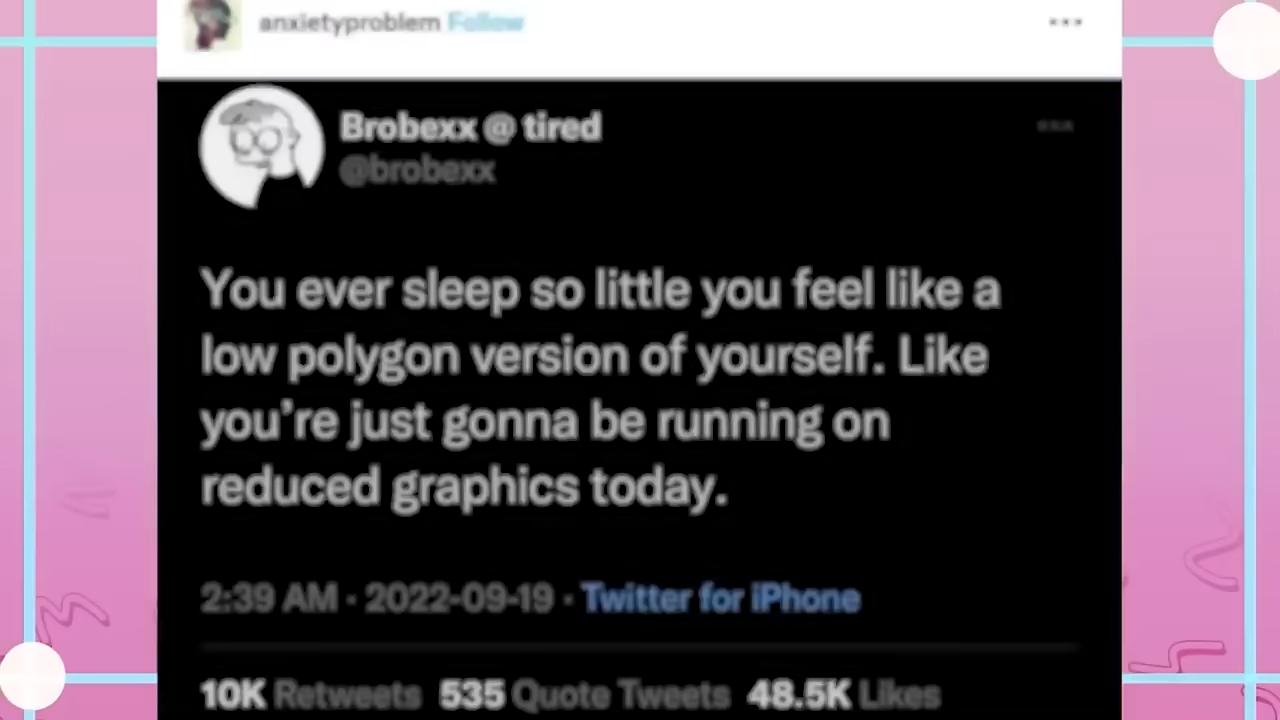 anxietyproblem Follow
Brobexx @ tired
@brobexx
You ever sleep so little you feel like a
low polygon version of yourself. Like
you're just gonna be running on
reduced graphics today.
2:39 AM · 2022-09-19 · Twitter for iPhone
10K Retweets 535 Quote Tweets 48.5K Likes